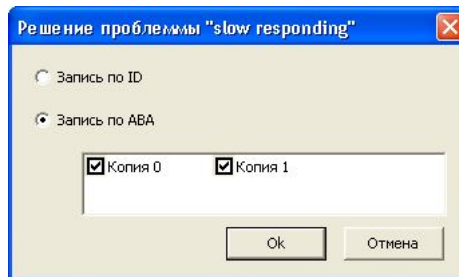 Решение проблеммы "slow responding"
Запись по ID
Запись по ABA
Копия 0 Копия 1
Ok Отмена